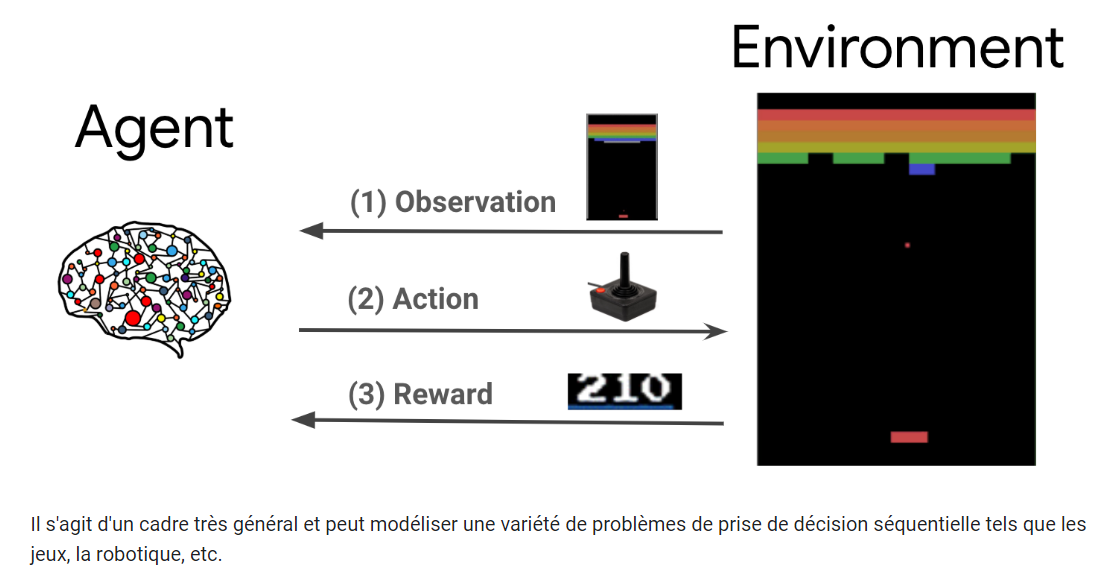 Environment
Agent
(1) Observation
(2) Action
(3) Reward
210
Il s'agit d'un cadre très général et peut modéliser une variété de problèmes de prise de décision séquentielle tels que les
jeux, la robotique, etc.